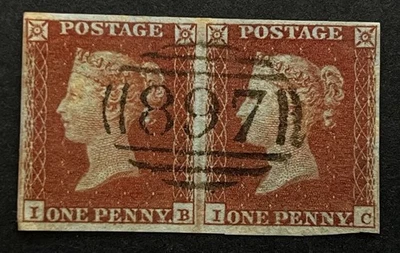 POSTAGE POSTAGE
897
I ONE PENNY. B I ONE PENNY. C